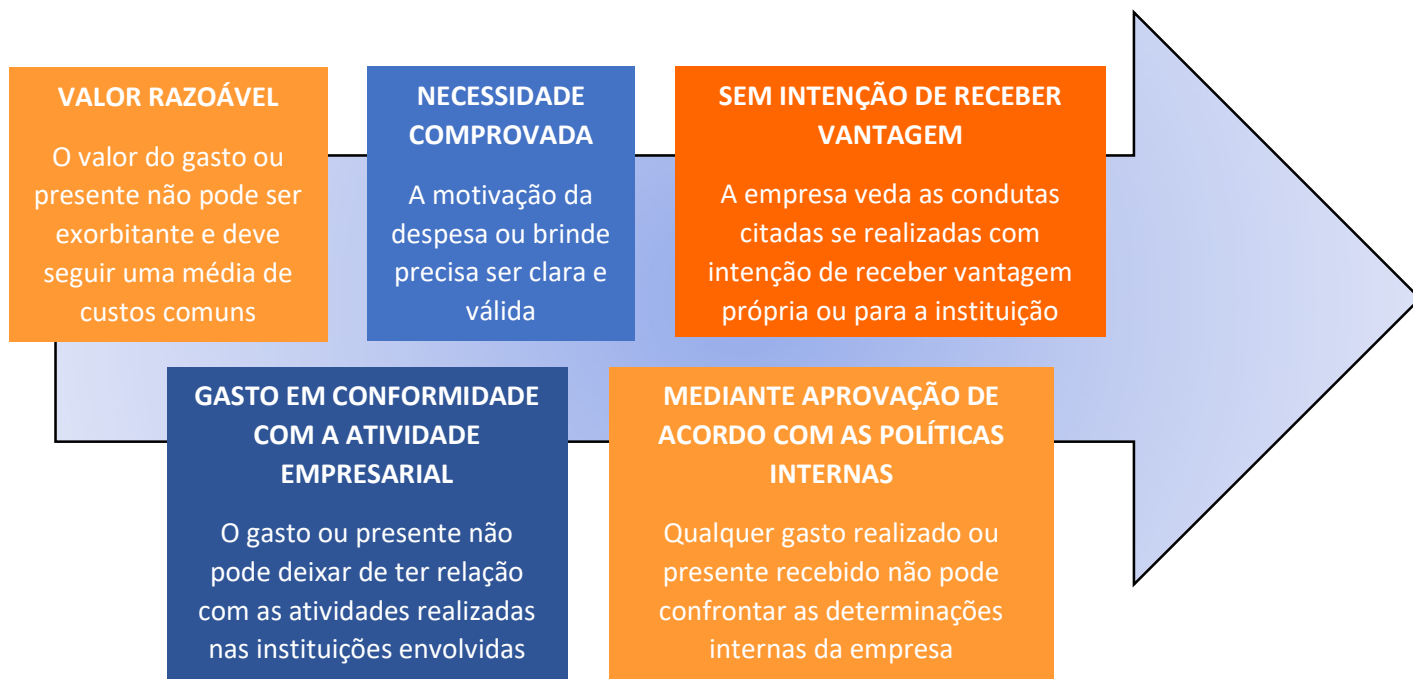 VALOR RAZOÁVEL
O valor do gasto ou
presente não pode ser
exorbitante e deve
seguir uma média de
custos comuns
NECESSIDADE
COMPROVADA
A motivação da
despesa ou brinde
precisa ser clara e
válida
SEM INTENÇÃO DE RECEBER
VANTAGEM
A empresa veda as condutas
citadas se realizadas com
intenção de receber vantagem
própria ou para a instituição
GASTO EM CONFORMIDADE
COM A ATIVIDADE
EMPRESARIAL
O gasto ou presente não
pode deixar de ter relação
com as atividades realizadas
nas instituições envolvidas
MEDIANTE APROVAÇÃO DE
ACORDO COM AS POLÍTICAS
INTERNAS
Qualquer gasto realizado ou
presente recebido não pode
confrontar as determinações
internas da empresa